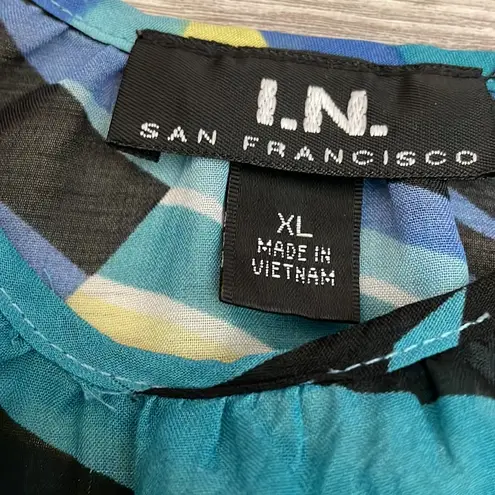 I.N.
SAN FRANCISCO
XL
MADE IN
VIETNAM